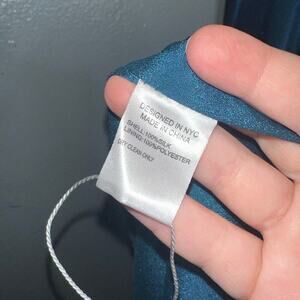 DESIGNED IN NYC
MADE IN CHINA
SHELL:100%SILK
LINING:100%POLYESTER
DRY CLEAN ONLY